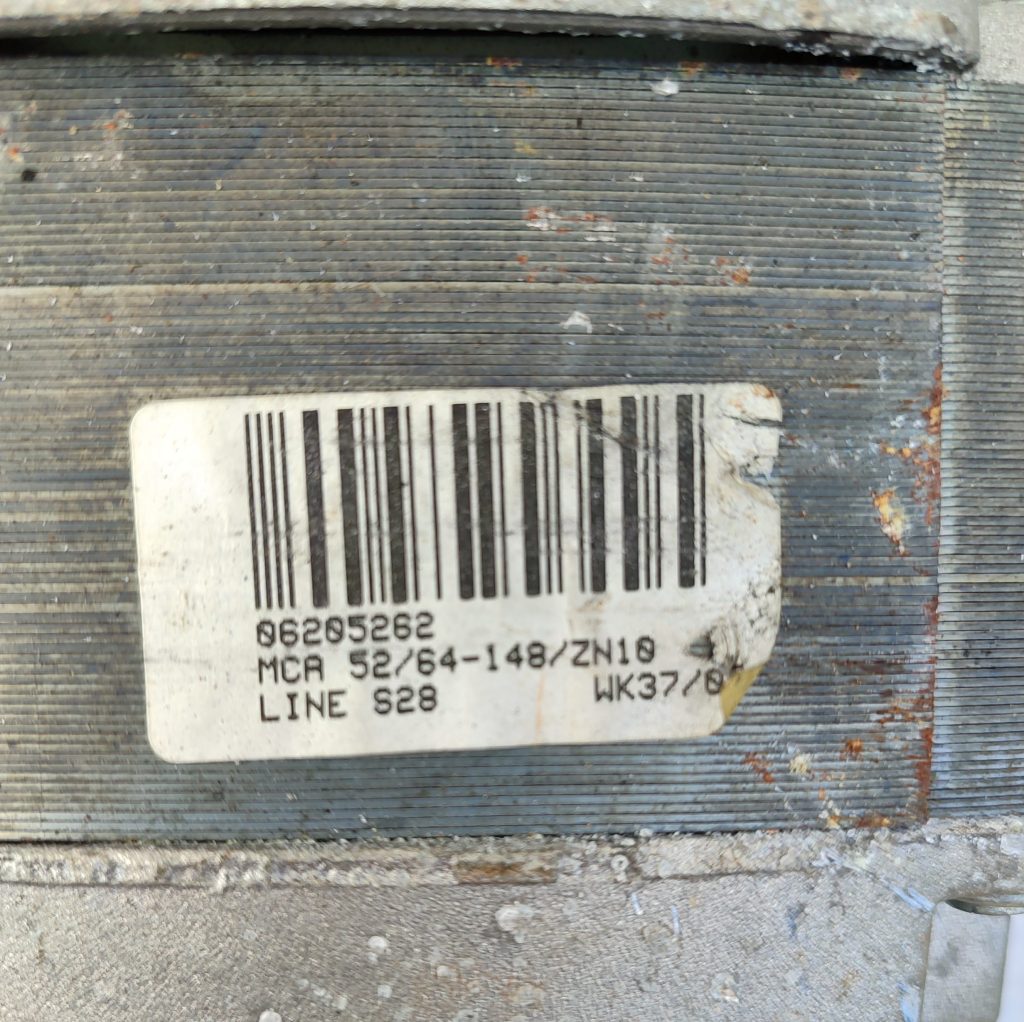 06205262
MCA 52/64-148/ZN10
LINE S28 WK37/0